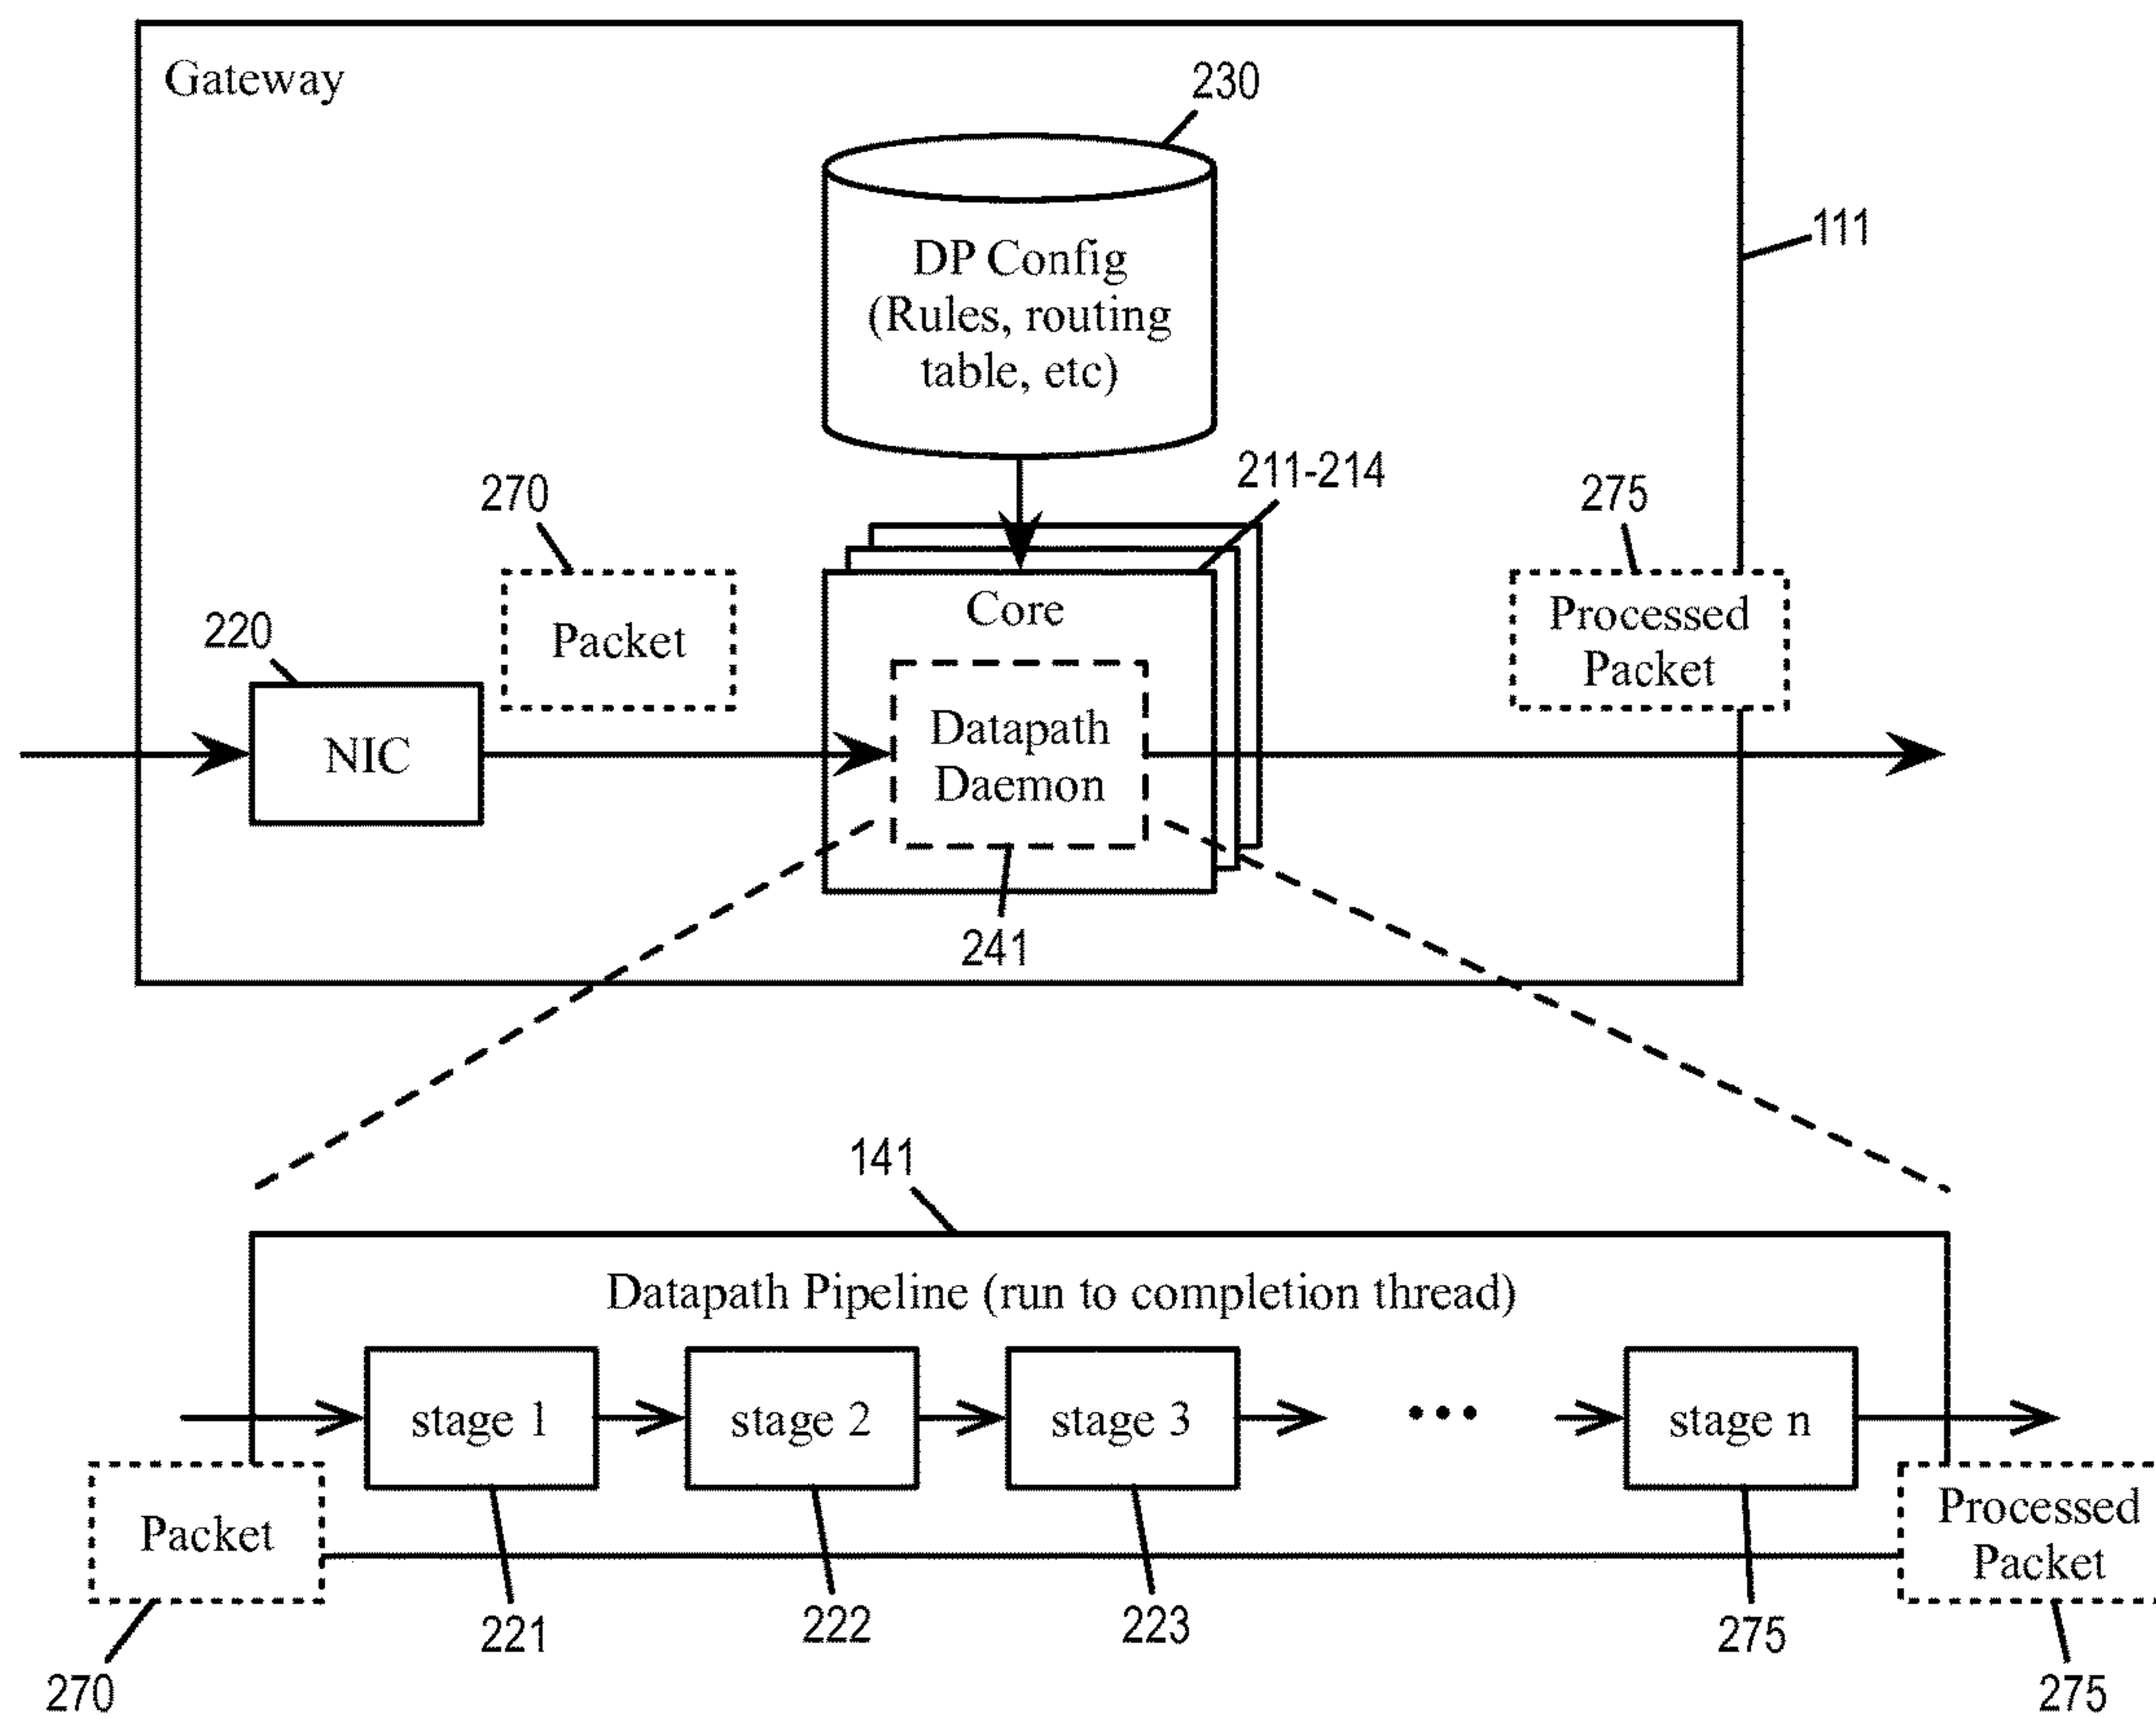 Gateway
230
DP Config
(Rules, routing
table, etc)
111
211-214
270
275
Packet
Core
Processed
Packet
220
NIC
Datapath
Daemon
241
141
Datapath Pipeline (run to completion thread)
stage 1
stage 2
stage 3
•••
stage n
Packet
Processed
Packet
221
222
223
275
270
275